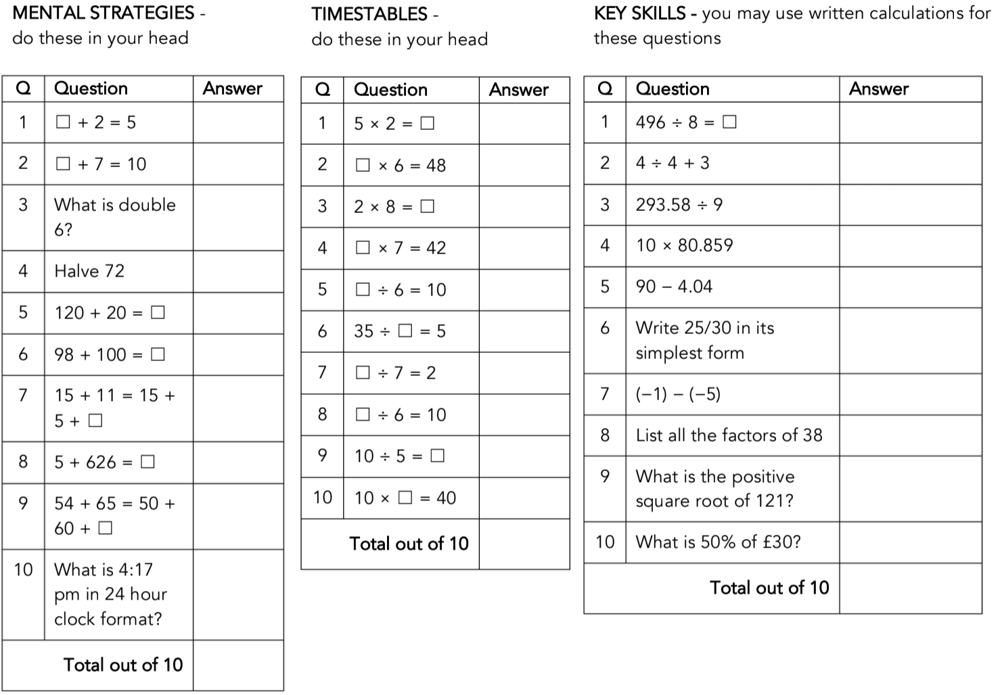 MENTAL STRATEGIES -
do these in your head
Q Question Answer
1 □ + 2 = 5
2 □ + 7 = 10
3 What is double
6?
4 Halve 72
5 120 + 20 = □
6 98 + 100 = □
7 15 + 11 = 15 +
5 + □
8 5 + 626 = □
9 54 + 65 = 50 +
60 + □
10 What is 4:17
pm in 24 hour
clock format?
Total out of 10
TIMESTABLES -
do these in your head
Q Question Answer
1 5 × 2 = □
2 □ × 6 = 48
3 2 × 8 = □
4 □ × 7 = 42
5 □ ÷ 6 = 10
6 35 ÷ □ = 5
7 □ ÷ 7 = 2
8 □ ÷ 6 = 10
9 10 ÷ 5 = □
10 10 × □ = 40
Total out of 10
KEY SKILLS - you may use written calculations for
these questions
Q Question Answer
1 496 ÷ 8 = □
2 4 ÷ 4 + 3
3 293.58 ÷ 9
4 10 × 80.859
5 90 − 4.04
6 Write 25/30 in its
simplest form
7 (−1) − (−5)
8 List all the factors of 38
9 What is the positive
square root of 121?
10 What is 50% of £30?
Total out of 10